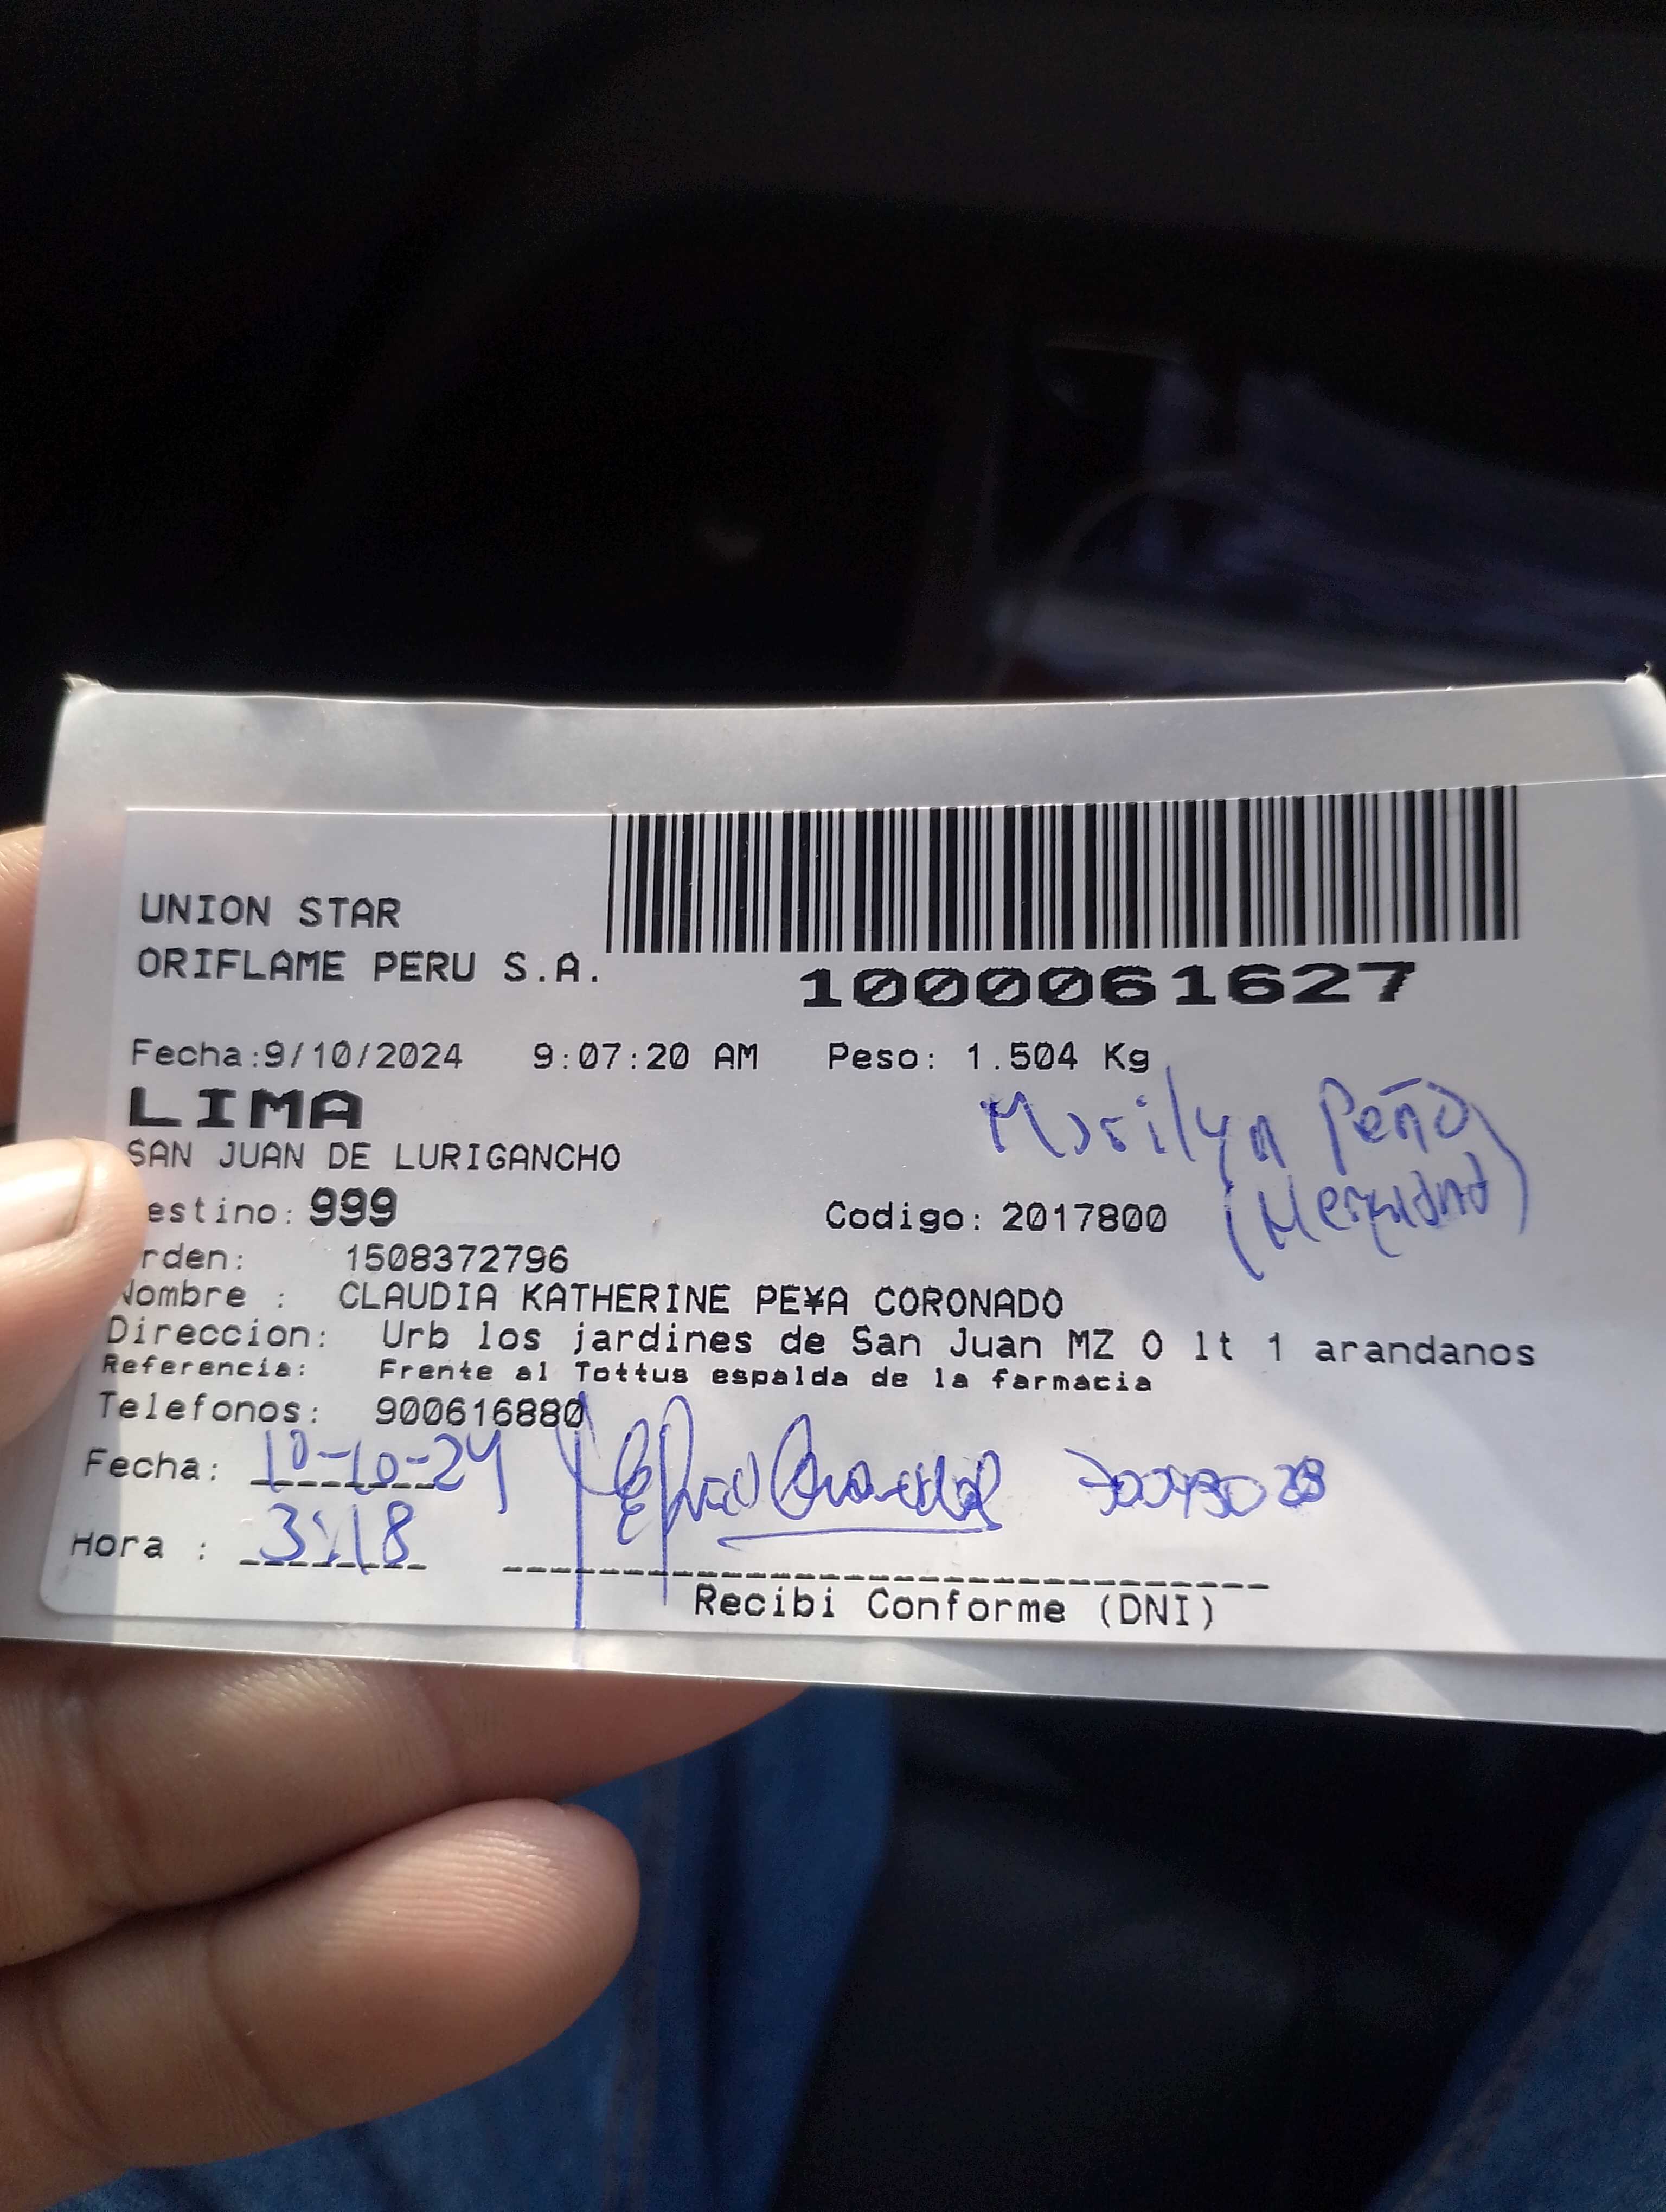 UNION STAR
ORIFLAME PERU S.A.
1000061627
Fecha:9/10/2024 9:07:20 AM Peso: 1.504 Kg
LIMA
Marilyn Peña
SAN JUAN DE LURIGANCHO
(Hermana)
estino: 999 Codigo: 2017800
rden: 1508372796
Nombre : CLAUDIA KATHERINE PE¥A CORONADO
Direccion: Urb los jardines de San Juan MZ O lt 1 arandanos
Referencia: Frente al Tottus espalda de la farmacia
Telefonos: 900616880
Fecha: 10-10-24
Hora : 3:18
Recibi Conforme (DNI)